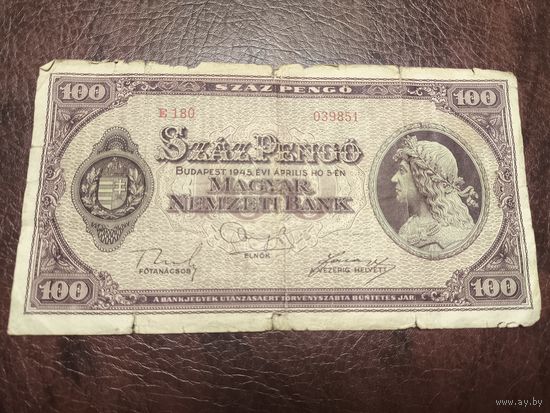 SZÁZ PENGŐ
100 100
E 180 039851
SZÁZ PENGŐ
BUDAPEST 1945. ÉVI ÁPRILIS HÓ 5-ÉN
MAGYAR
NEMZETI BANK
FŐTANÁCSOS ELNÖK A VEZÉRIG. HELYETT
100 100
A BANKJEGYEK UTÁNZÁSÁÉRT TÖRVÉNYSZABTA BÜNTETÉS JÁR.
www.ay.by